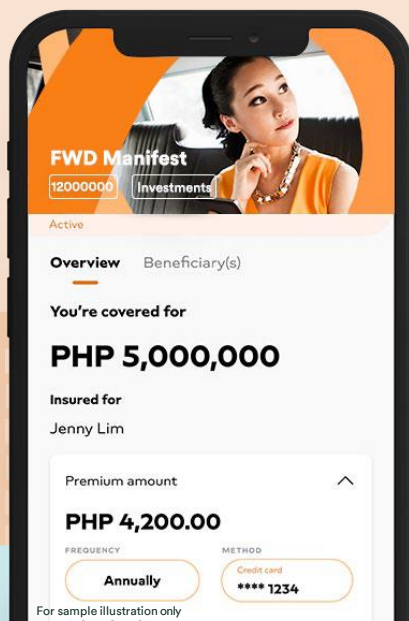 FWD Manifest
12000000 Investments
Active
Overview Beneficiary(s)
You're covered for
PHP 5,000,000
Insured for
Jenny Lim
Premium amount
PHP 4,200.00
FREQUENCY METHOD
Annually
Credit card
**** 1234
For sample illustration only